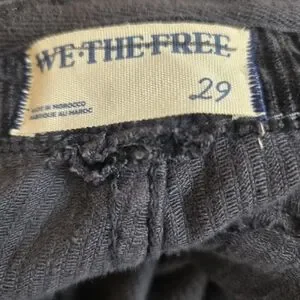 WE·THE·FREE
29
MADE IN MOROCCO
FABRIQUE AU MAROC